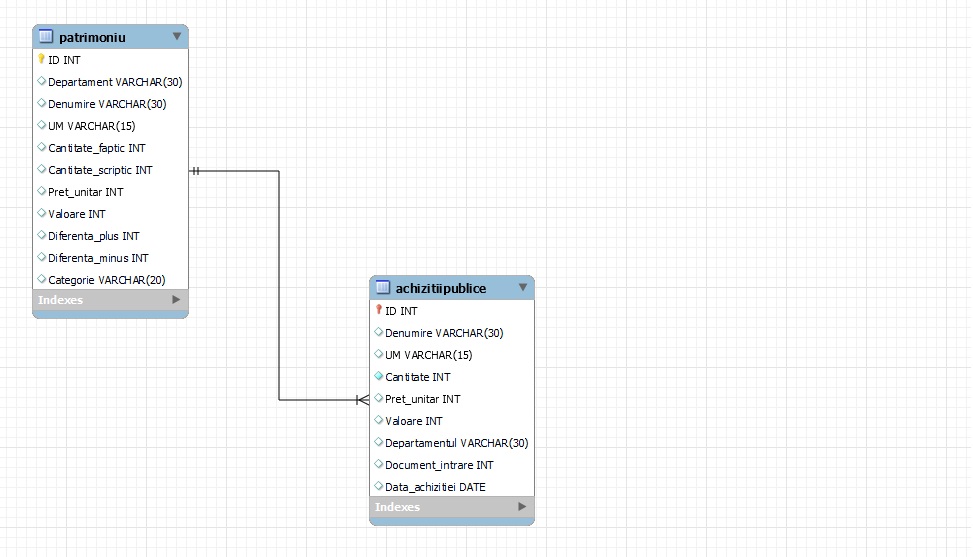 patrimoniu
ID INT
Departament VARCHAR(30)
Denumire VARCHAR(30)
UM VARCHAR(15)
Cantitate_faptic INT
Cantitate_scriptic INT
Pret_unitar INT
Valoare INT
Diferenta_plus INT
Diferenta_minus INT
Categorie VARCHAR(20)
Indexes
achizitiipublice
ID INT
Denumire VARCHAR(30)
UM VARCHAR(15)
Cantitate INT
Pret_unitar INT
Valoare INT
Departamentul VARCHAR(30)
Document_intrare INT
Data_achizitiei DATE
Indexes